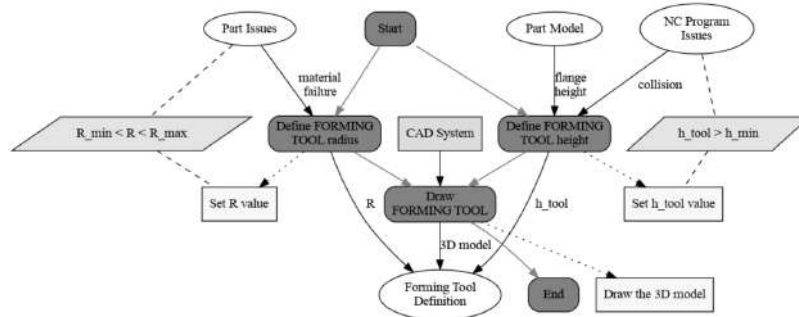 Part Issues
Start
Part Model
NC Program
Issues
material
failure
flange
height
collision
R_min < R < R_max
Define FORMING
TOOL radius
CAD System
Define FORMING
TOOL height
h_tool > h_min
Set R value
R
Draw
FORMING TOOL
h_tool
Set h_tool value
3D model
Forming Tool
Definition
End
Draw the 3D model